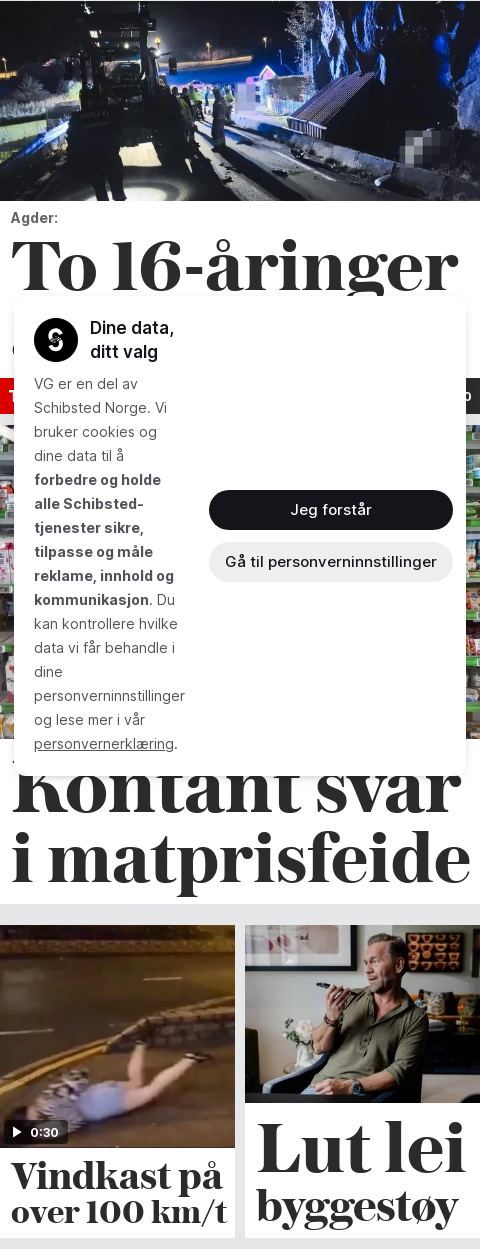 Agder:
To 16-åringer
Dine data,
ditt valg
VG er en del av
Schibsted Norge. Vi
bruker cookies og
dine data til å
forbedre og holde
alle Schibsted-
tjenester sikre,
tilpasse og måle
reklame, innhold og
kommunikasjon. Du
kan kontrollere hvilke
data vi får behandle i
dine
personverninnstillinger
og lese mer i vår
personvernerklæring.
Jeg forstår
Gå til personverninnstillinger
Kontant svar
i matprisfeide
0:30
Vindkast på
over 100 km/t
Lut lei
byggestøy